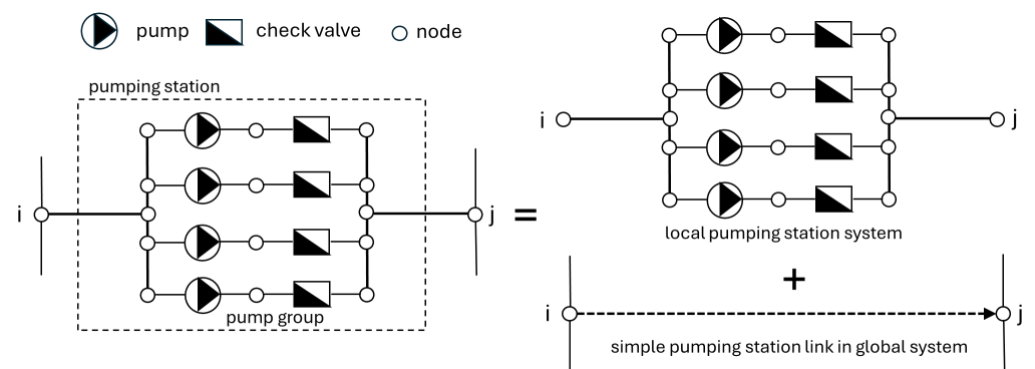 pump check valve node
pumping station
i j = i j
pump group
local pumping station system
+
i j
simple pumping station link in global system